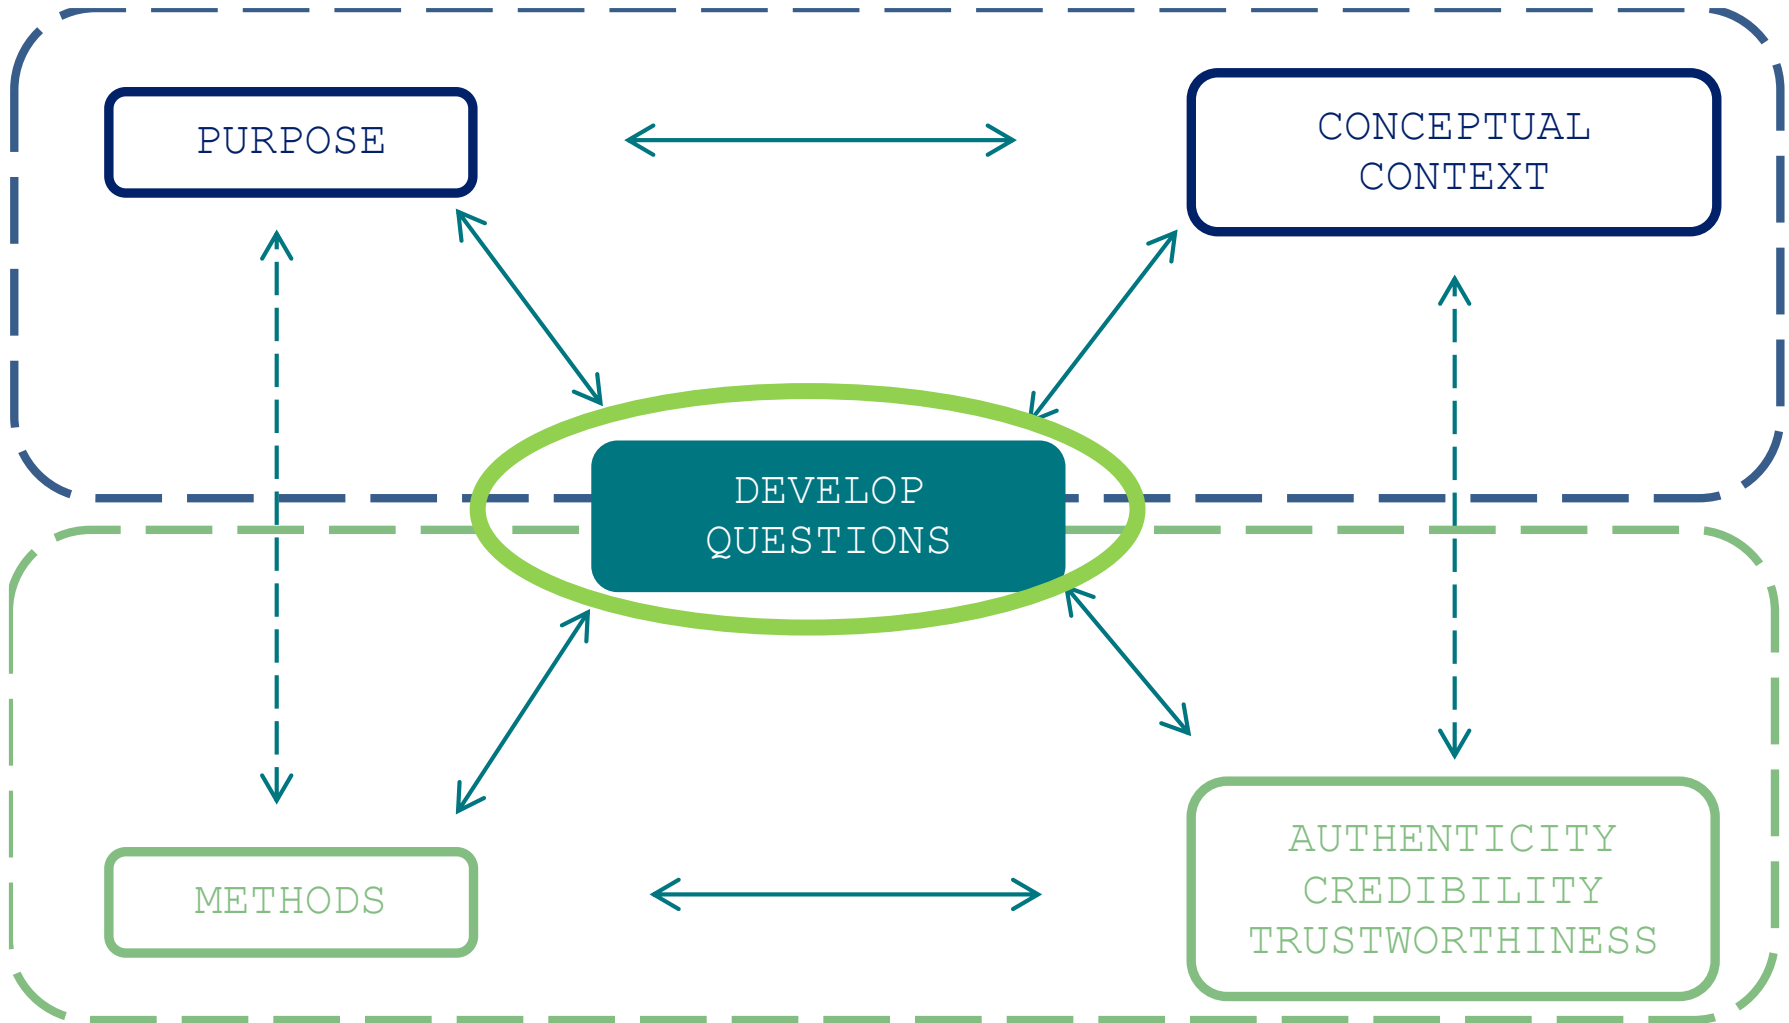 PURPOSE
CONCEPTUAL
CONTEXT
DEVELOP
QUESTIONS
METHODS
AUTHENTICITY
CREDIBILITY
TRUSTWORTHINESS